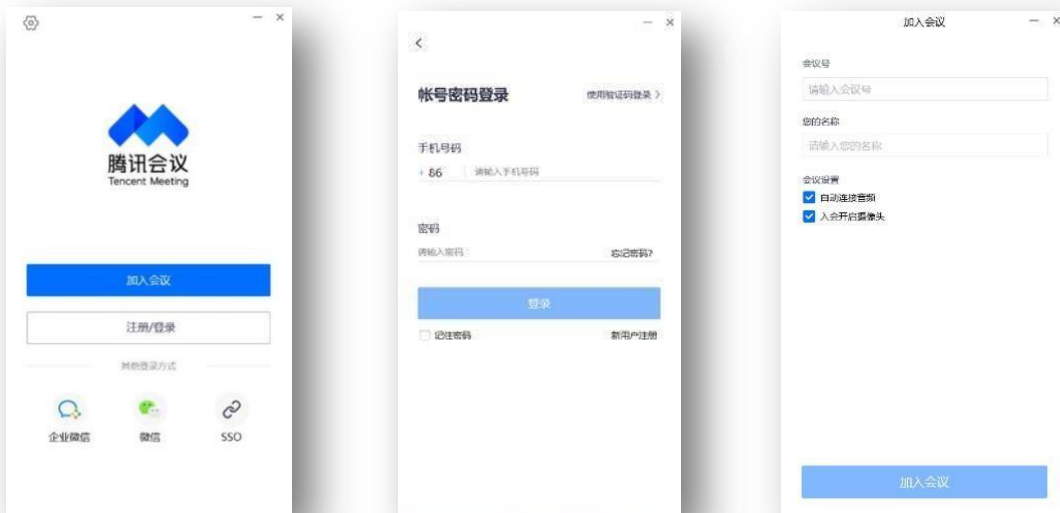 腾讯会议
Tencent Meeting
加入会议
注册/登录
其他登录方式
企业微信
微信
SSO
帐号密码登录
使用验证码登录 >
手机号码
+ 86
请输入手机号码
密码
请输入密码
忘记密码?
登录
记住密码
新用户注册
加入会议
会议号
请输入会议号
您的名称
请输入您的名称
会议设置
自动连接音频
入会开启摄像头
加入会议